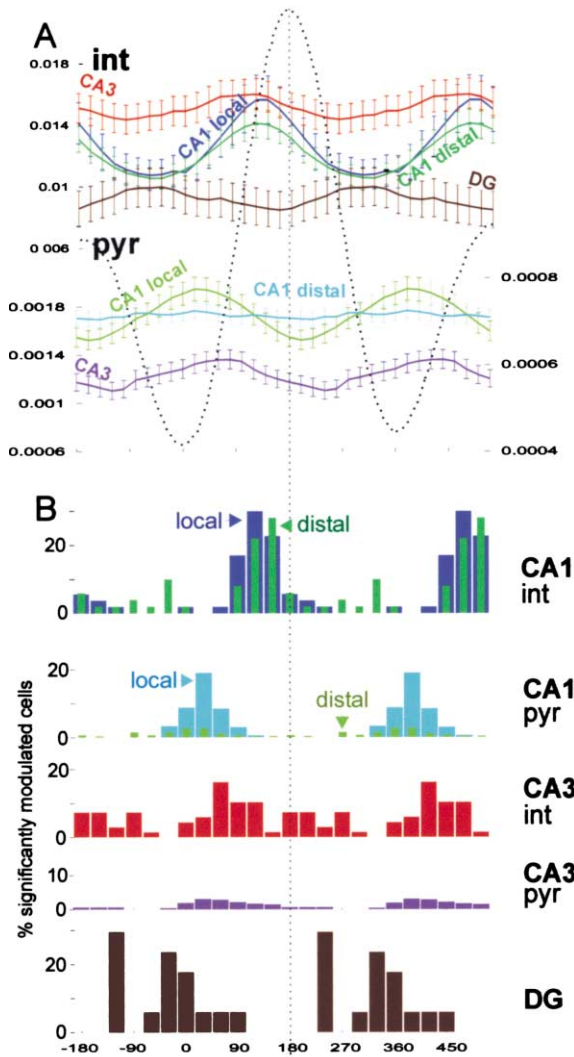 A
int
0.018
CA3
CA1 local
0.014
CA1 distal
DG
0.01
0.006
pyr
CA1 local
CA1 distal
0.0008
0.0018
0.0014
CA3
0.0006
0.001
0.0006
0.0004
B
local
distal
20
0
CA1
int
20
local
distal
0
CA1
pyr
20
0
CA3
int
% significantly modulated cells
0
CA3
pyr
20
0
DG
-180 -90 0 90 180 270 360 450